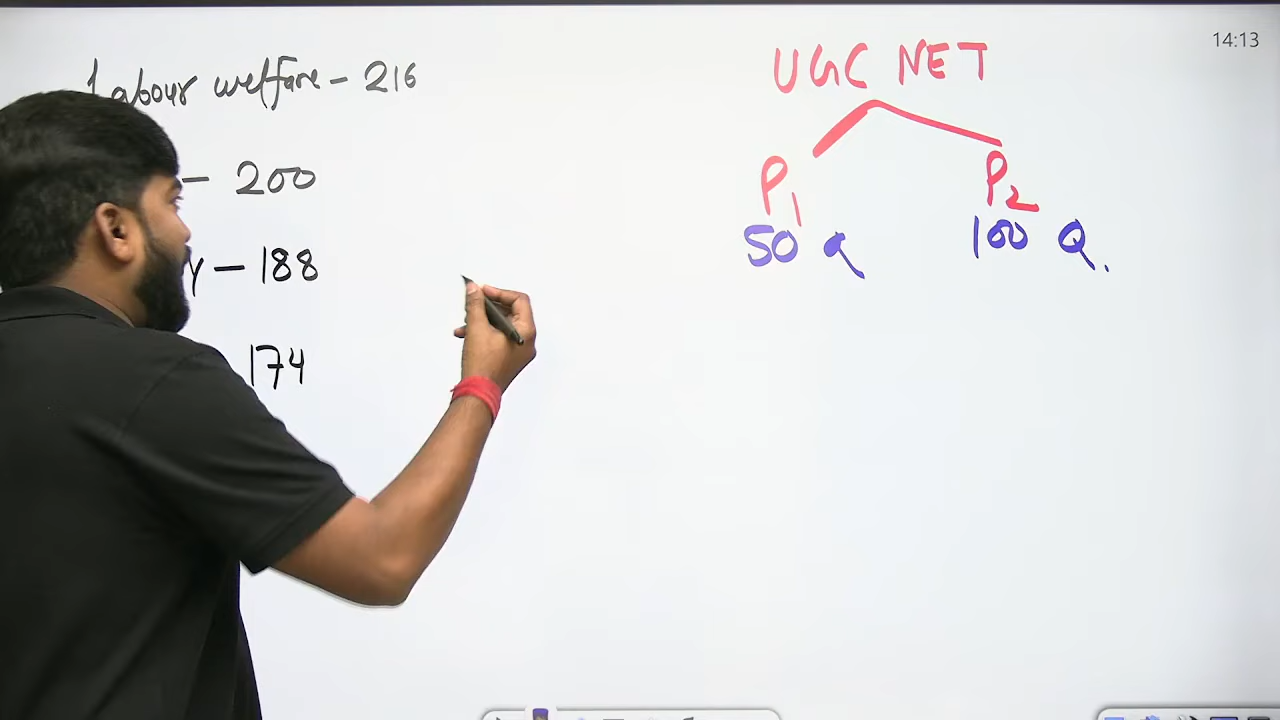 Labour welfare - 216
- 200
y - 188
174
UGC NET
P1 P2
50 Q 100 Q.
14:13